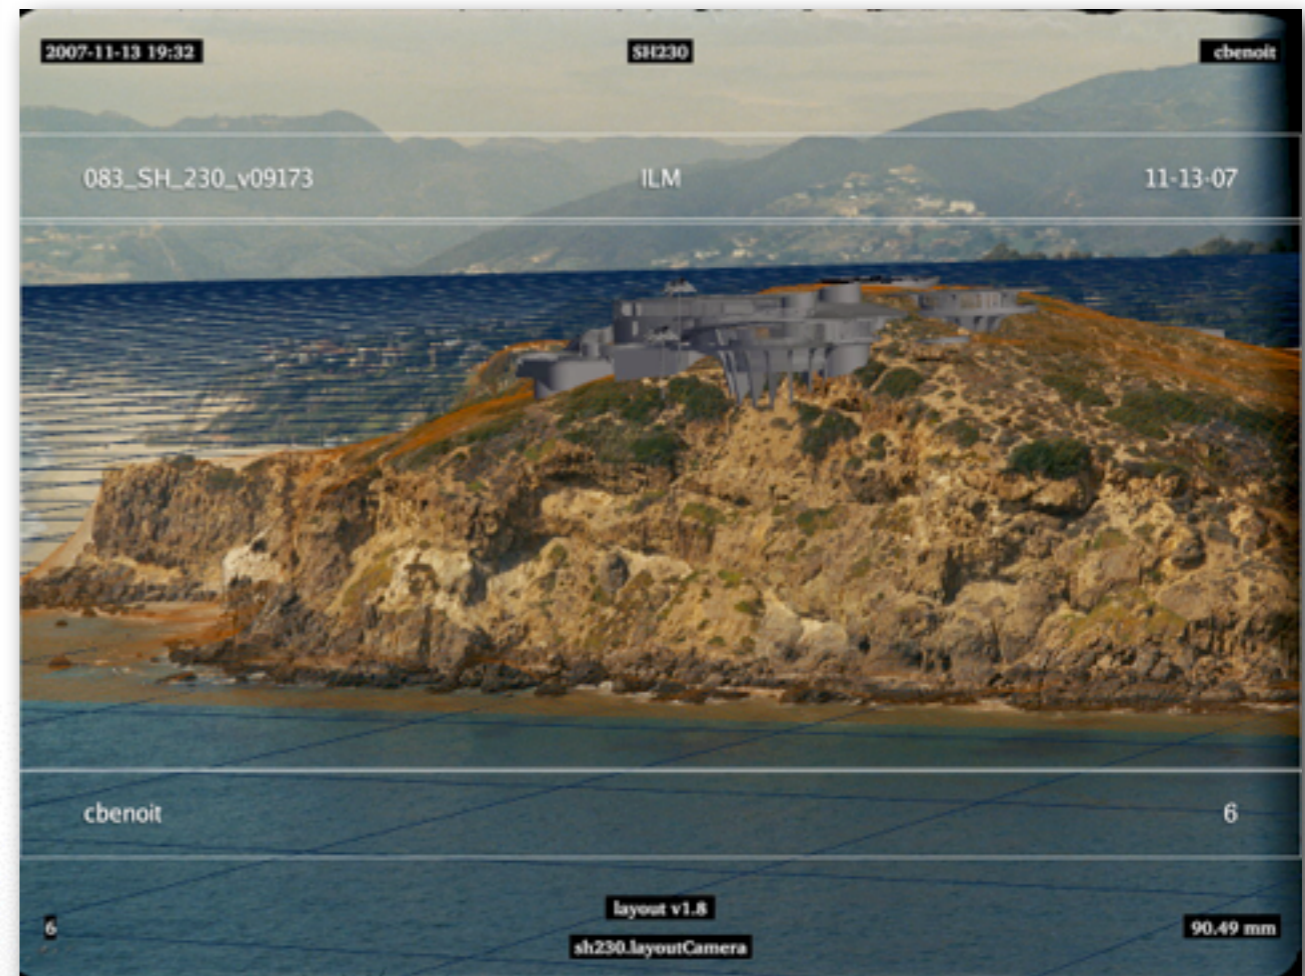 2007-11-13 19:32 SH230 cbenoit
083_SH_230_v09173 ILM 11-13-07
cbenoit 6
layout v1.8
6 90.49 mm
sh230.layoutCamera